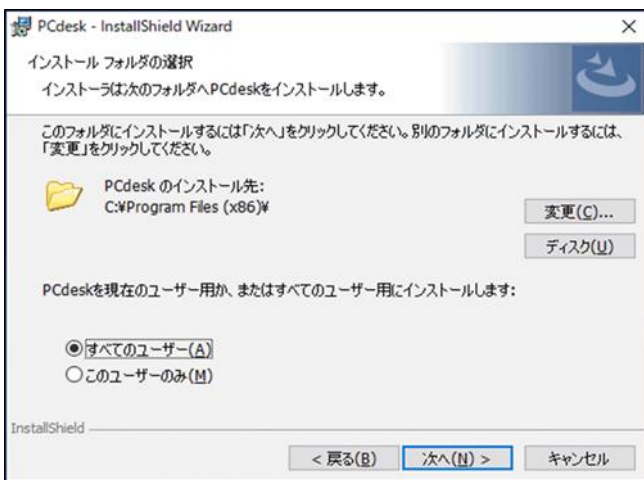 PCdesk - InstallShield Wizard
インストール フォルダの選択
インストーラは次のフォルダへPCdeskをインストールします。
このフォルダにインストールするには「次へ」をクリックしてください。別のフォルダにインストールするには、
「変更」をクリックしてください。
PCdesk のインストール先:
C:¥Program Files (x86)¥
変更(C)...
ディスク(U)
PCdeskを現在のユーザー用か、またはすべてのユーザー用にインストールします:
すべてのユーザー(A)
このユーザーのみ(M)
InstallShield
< 戻る(B)
次へ(N) >
キャンセル